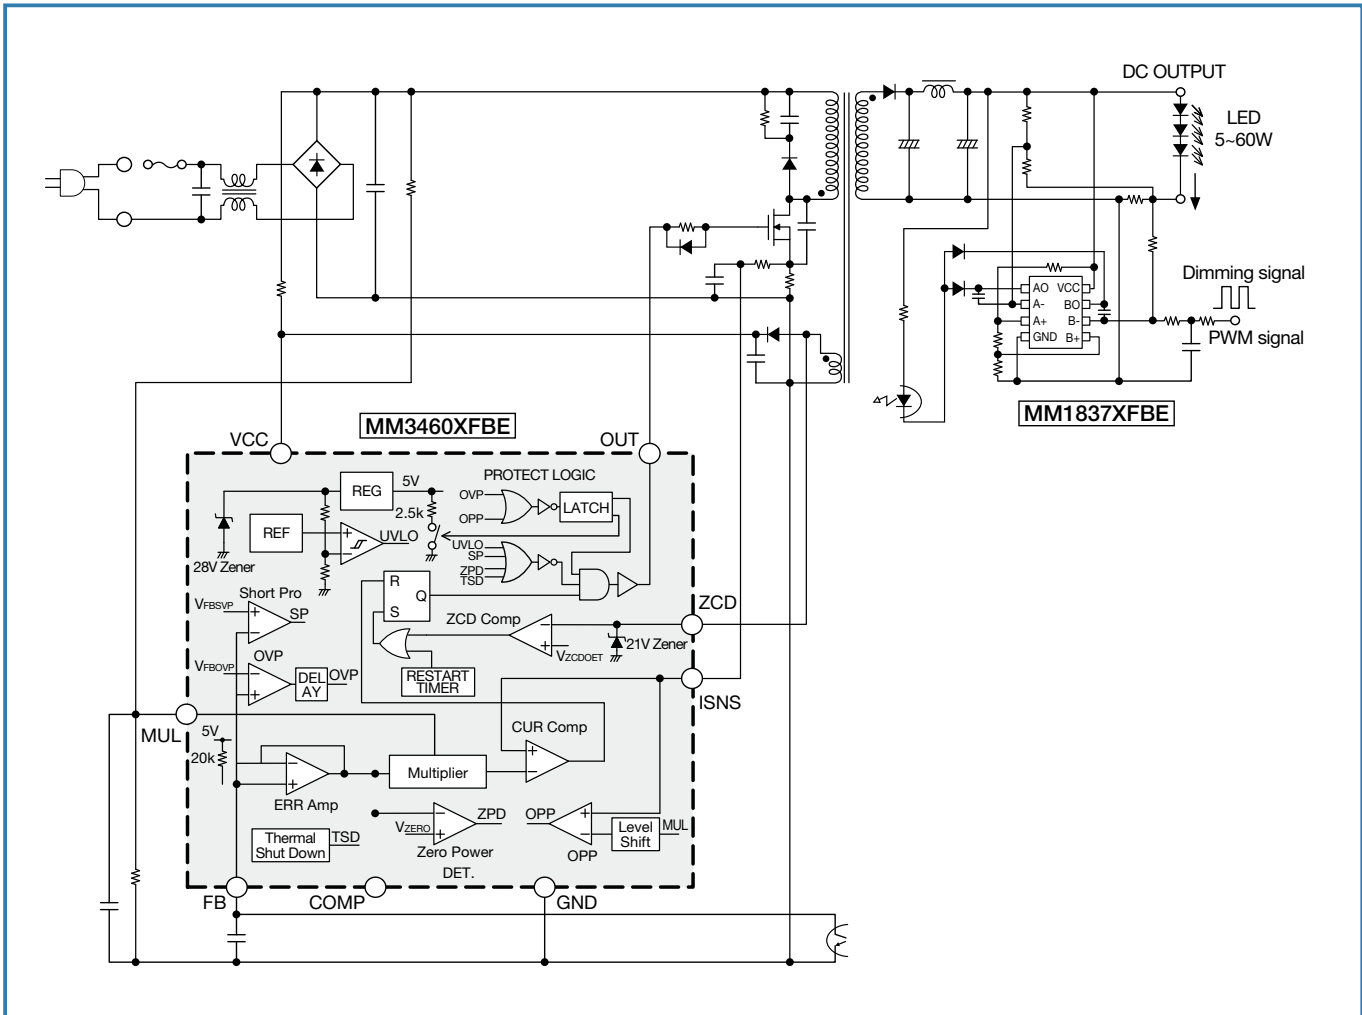 DC OUTPUT
LED
5~60W
Dimming signal
PWM signal
AO
VCC
A-
BO
A+
B-
GND
B+
MM1837XFBE
MM3460XFBE
VCC
OUT
PROTECT LOGIC
REG
5V
2.5k
OVP
OPP
LATCH
REF
UVLO
28V Zener
UVLO
SP
ZPD
TSD
R
Q
S
ZCD
Short Pro
VFBSVP
SP
ZCD Comp
VZCDOET
21V Zener
OVP
VFBOVP
DEL
AY
OVP
RESTART
TIMER
ISNS
MUL
5V
20k
CUR Comp
Multiplier
ERR Amp
VZERO
ZPD
Zero Power
DET.
OPP
OPP
Level
Shift
MUL
Thermal
Shut Down
TSD
FB
COMP
GND